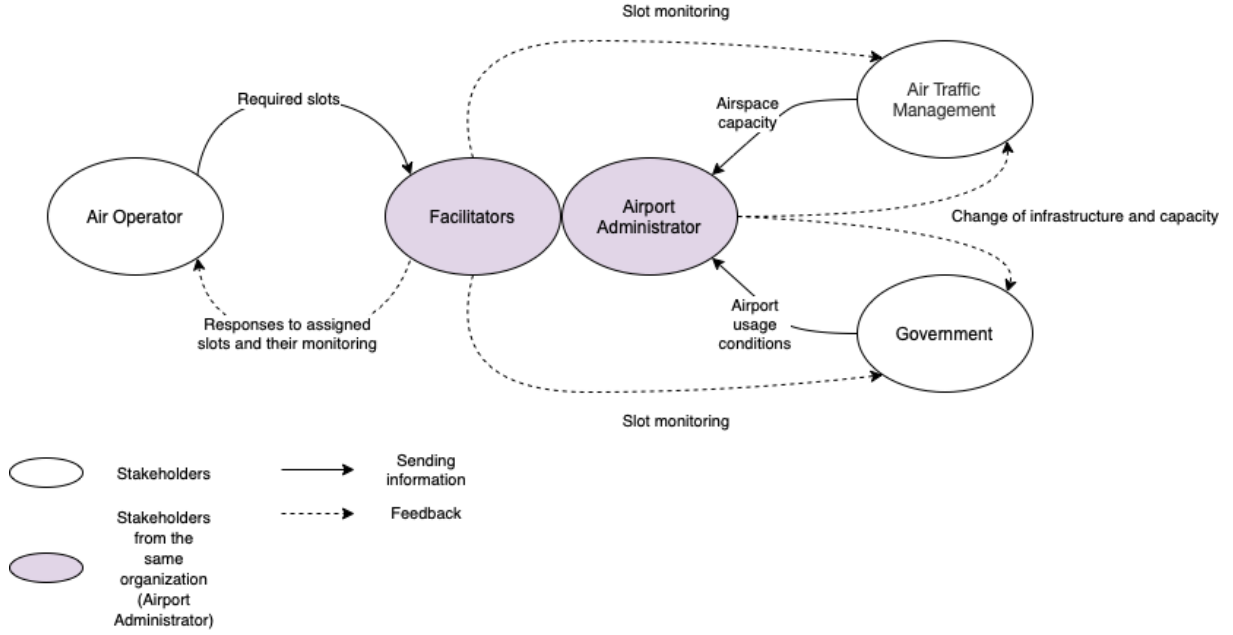 Slot monitoring
Required slots
Airspace
capacity
Air Traffic
Management
Air Operator
Facilitators
Airport
Administrator
Change of infrastructure and capacity
Responses to assigned
slots and their monitoring
Airport
usage
conditions
Government
Slot monitoring
Stakeholders
Sending
information
Feedback
Stakeholders
from the
same
organization
(Airport
Administrator)